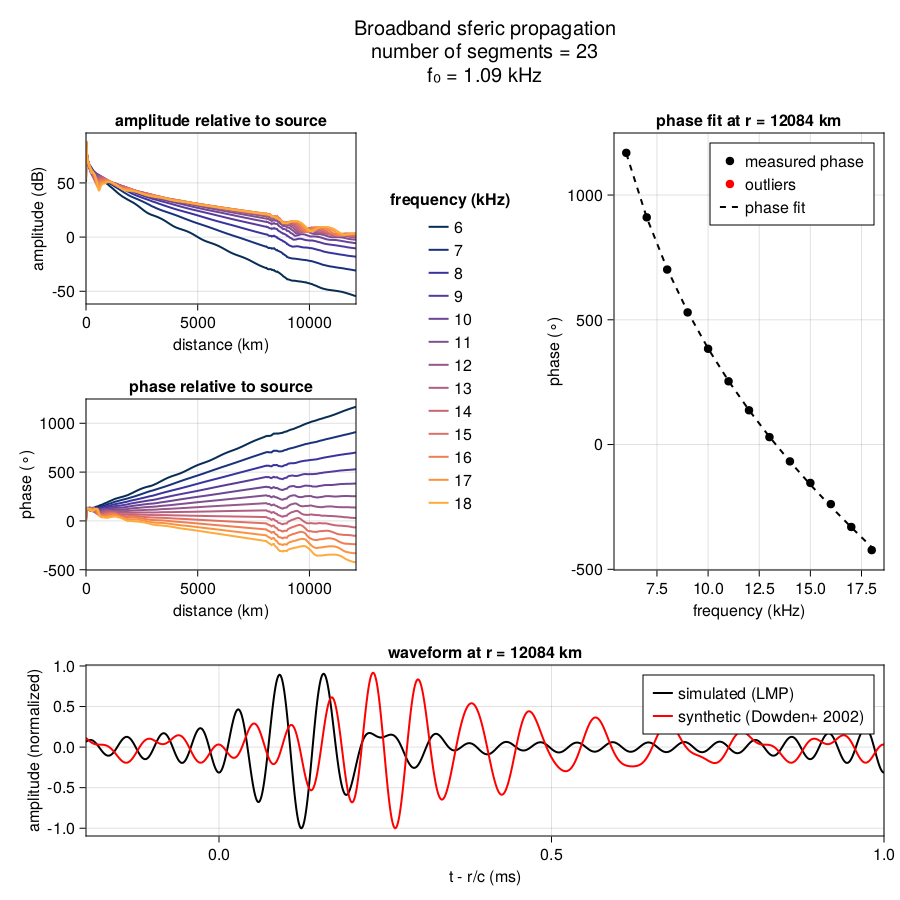 Broadband sferic propagation
number of segments = 23
f₀ = 1.09 kHz
amplitude relative to source
amplitude (dB)
50
0
-50
0
5000
10000
distance (km)
phase relative to source
phase (∘)
1000
500
0
-500
0
5000
10000
distance (km)
frequency (kHz)
6
7
8
9
10
11
12
13
14
15
16
17
18
phase fit at r = 12084 km
measured phase
outliers
phase fit
phase (∘)
1000
500
0
-500
7.5
10.0
12.5
15.0
17.5
frequency (kHz)
waveform at r = 12084 km
simulated (LMP)
synthetic (Dowden+ 2002)
amplitude (normalized)
1.0
0.5
0.0
-0.5
-1.0
0.0
0.5
1.0
t - r/c (ms)